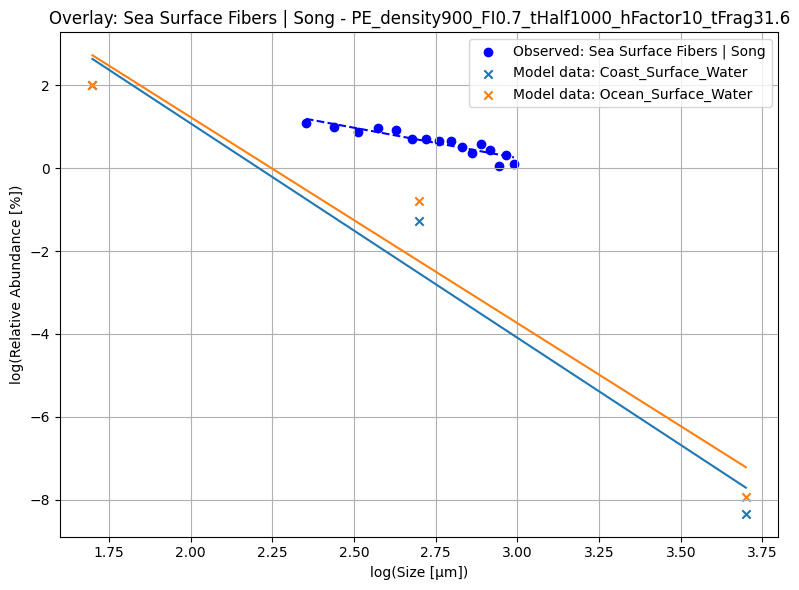 Overlay: Sea Surface Fibers | Song - PE_density900_FI0.7_tHalf1000_hFactor10_tFrag31.6
Observed: Sea Surface Fibers | Song
Model data: Coast_Surface_Water
Model data: Ocean_Surface_Water
log(Relative Abundance [%])
2
0
−2
−4
−6
−8
1.75 2.00 2.25 2.50 2.75 3.00 3.25 3.50 3.75
log(Size [µm])